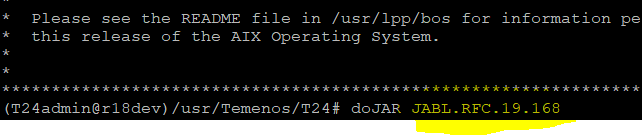 *
* Please see the README file in /usr/lpp/bos for information pe
* this release of the AIX Operating System.
*
*
*******************************************************************************
(T24admin@r18dev)/usr/Temenos/T24# doJAR JABL.RFC.19.168